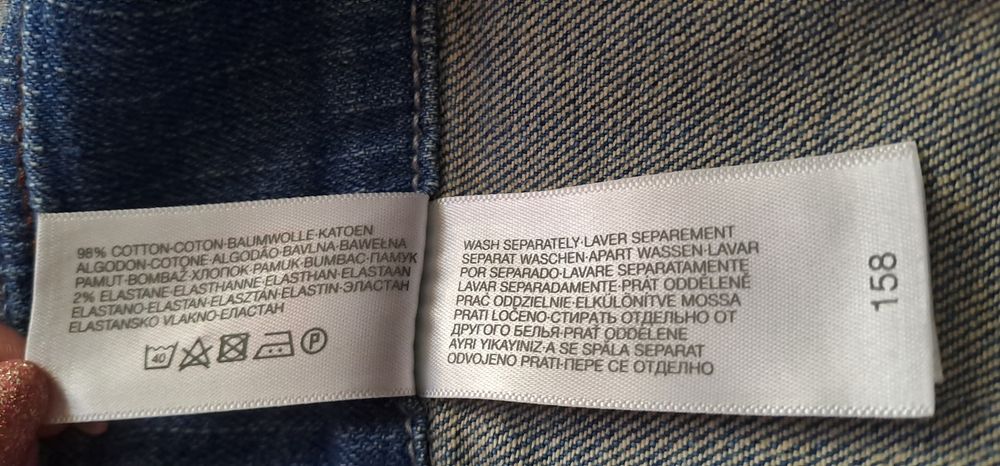 98% COTTON·COTON·BAUMWOLLE·KATOEN
ALGODON·COTONE·ALGODÃO·BAVLNA·BAWEŁNA
PAMUT·BOMBAŽ·ХЛОПОК·PAMUK·BUMBAC·ПАМУК
2% ELASTANE·ELASTHANNE·ELASTHAN·ELASTAAN
ELASTANO·ELASTAN·ELASZTÁN·ELASTIN·ЭЛАСТАН
ELASTANSKO VLAKNO·ЕЛАСТАН
40 P
WASH SEPARATELY·LAVER SEPAREMENT
SEPARAT WASCHEN·APART WASSEN·LAVAR
POR SEPARADO·LAVARE SEPARATAMENTE
LAVAR SEPARADAMENTE·PRÁT ODDĚLENĚ
PRAĆ ODDZIELNIE·ELKÜLÖNÍTVE MOSSA
PRATI LOČENO·СТИРАТЬ ОТДЕЛЬНО ОТ
ДРУГОГО БЕЛЬЯ·PRAŤ ODDELENE
AYRI YIKAYINIZ·A SE SPĂLA SEPARAT
ODVOJENO PRATI·ПЕРЕ СЕ ОТДЕЛНО
158